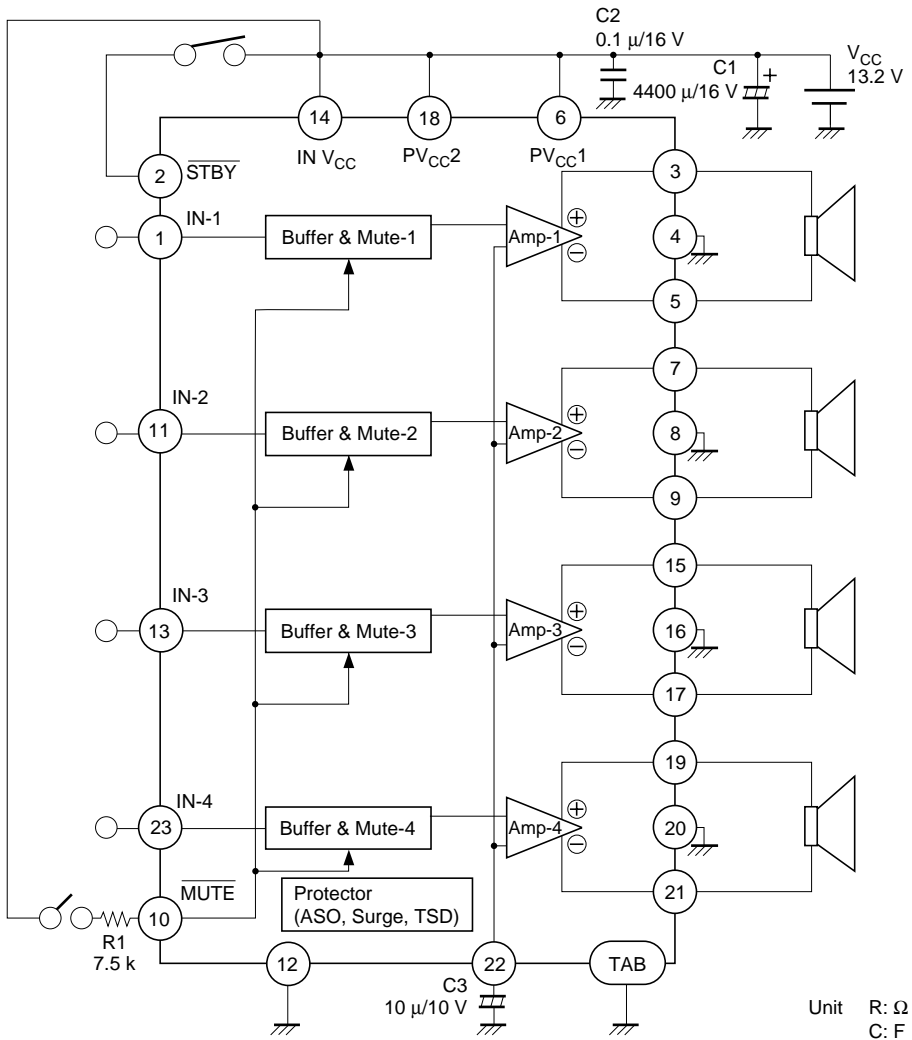 C2
0.1 μ/16 V
C1
+
4400 μ/16 V
VCC
13.2 V
14
18
6
IN VCC
PVCC2
PVCC1
2
STBY
3
IN-1
1
Buffer & Mute-1
Amp-1
+
−
4
5
7
IN-2
11
Buffer & Mute-2
Amp-2
+
−
8
9
15
IN-3
13
Buffer & Mute-3
Amp-3
+
−
16
17
19
IN-4
23
Buffer & Mute-4
Amp-4
+
−
20
21
MUTE
10
R1
7.5 k
Protector
(ASO, Surge, TSD)
12
22
TAB
C3
10 μ/10 V
Unit R: Ω
C: F